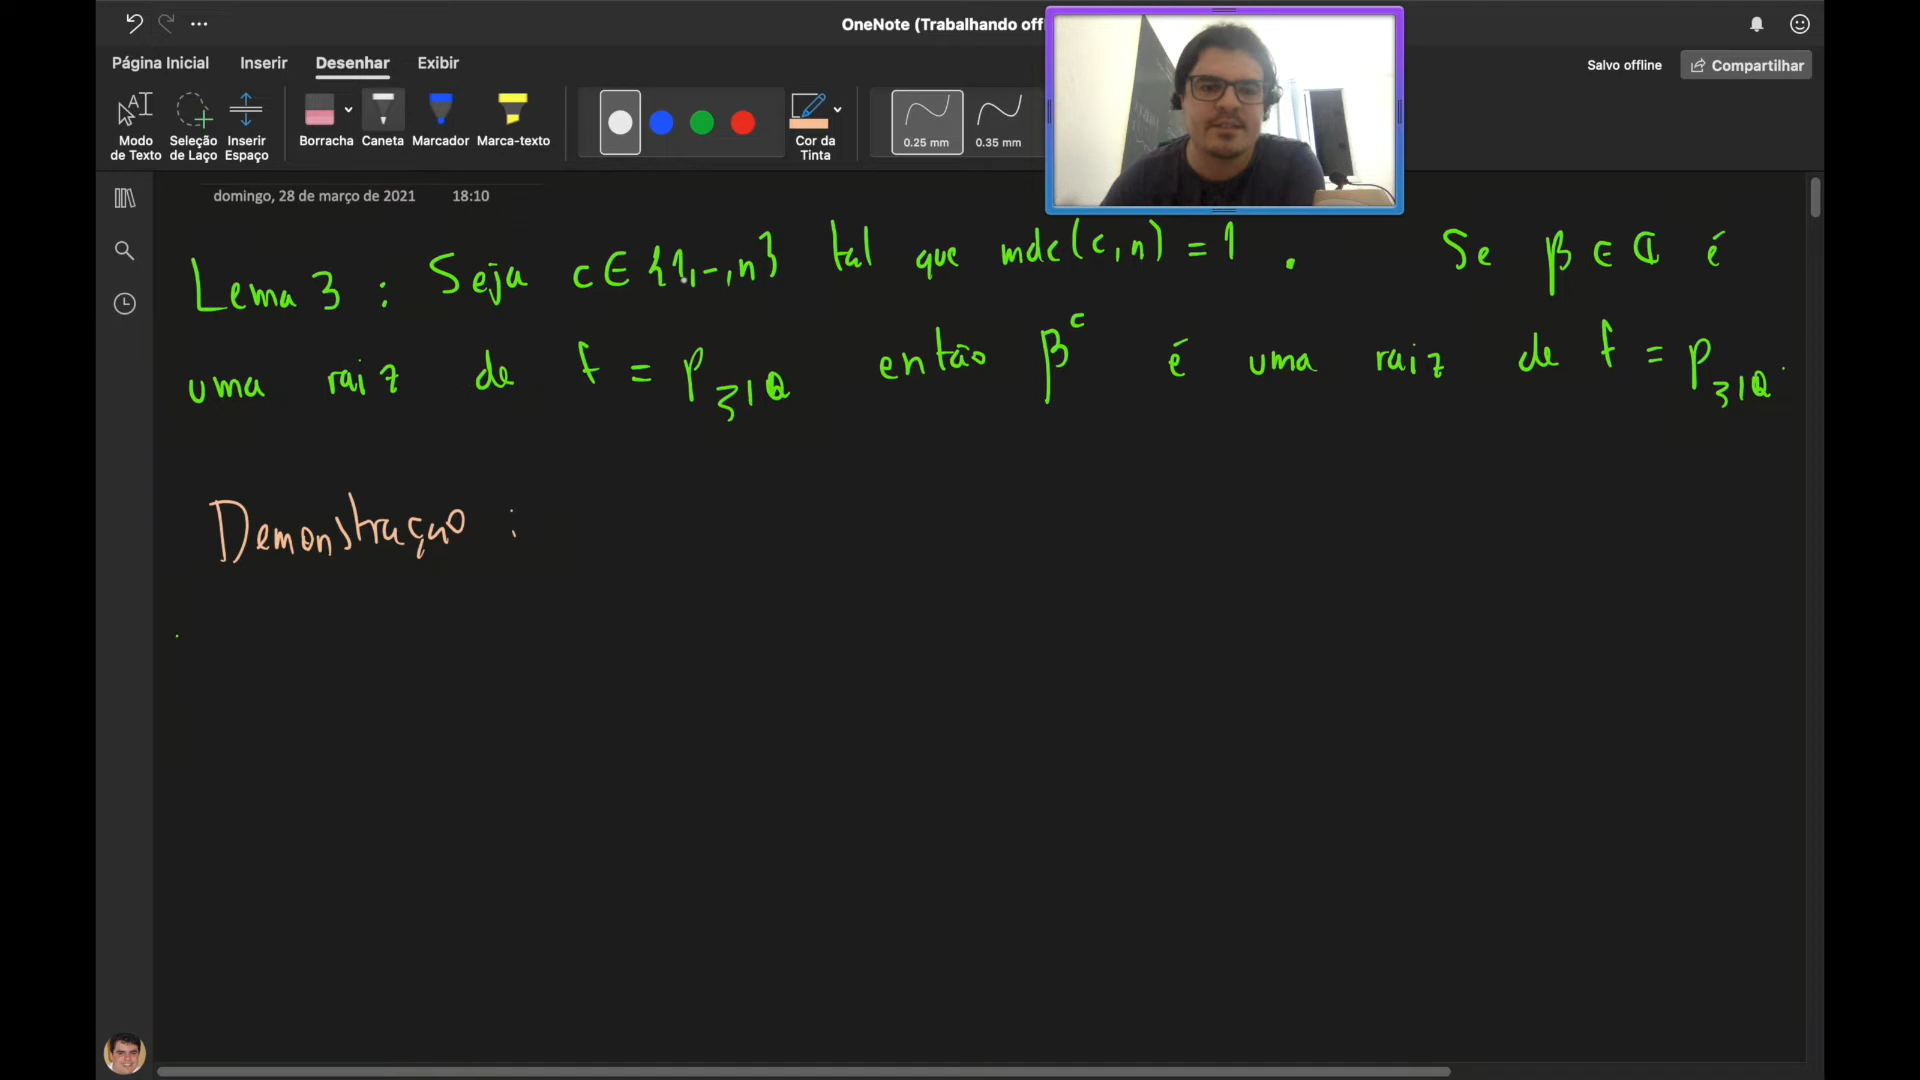 OneNote (Trabalhando offl
Página Inicial Inserir Desenhar Exibir
Salvo offline Compartilhar
Modo de Texto
Seleção de Laço
Inserir Espaço
Borracha
Caneta
Marcador
Marca-texto
Cor da Tinta
0.25 mm
0.35 mm
domingo, 28 de março de 2021 18:10
Lema 3 : Seja c ∈ {1,-,n} tal que mdc(c,n) = 1 . Se β ∈ ℂ é
uma raiz de f = p_{ζ|ℚ} então β^c é uma raiz de f = p_{ζ|ℚ}.
Demonstraçao :